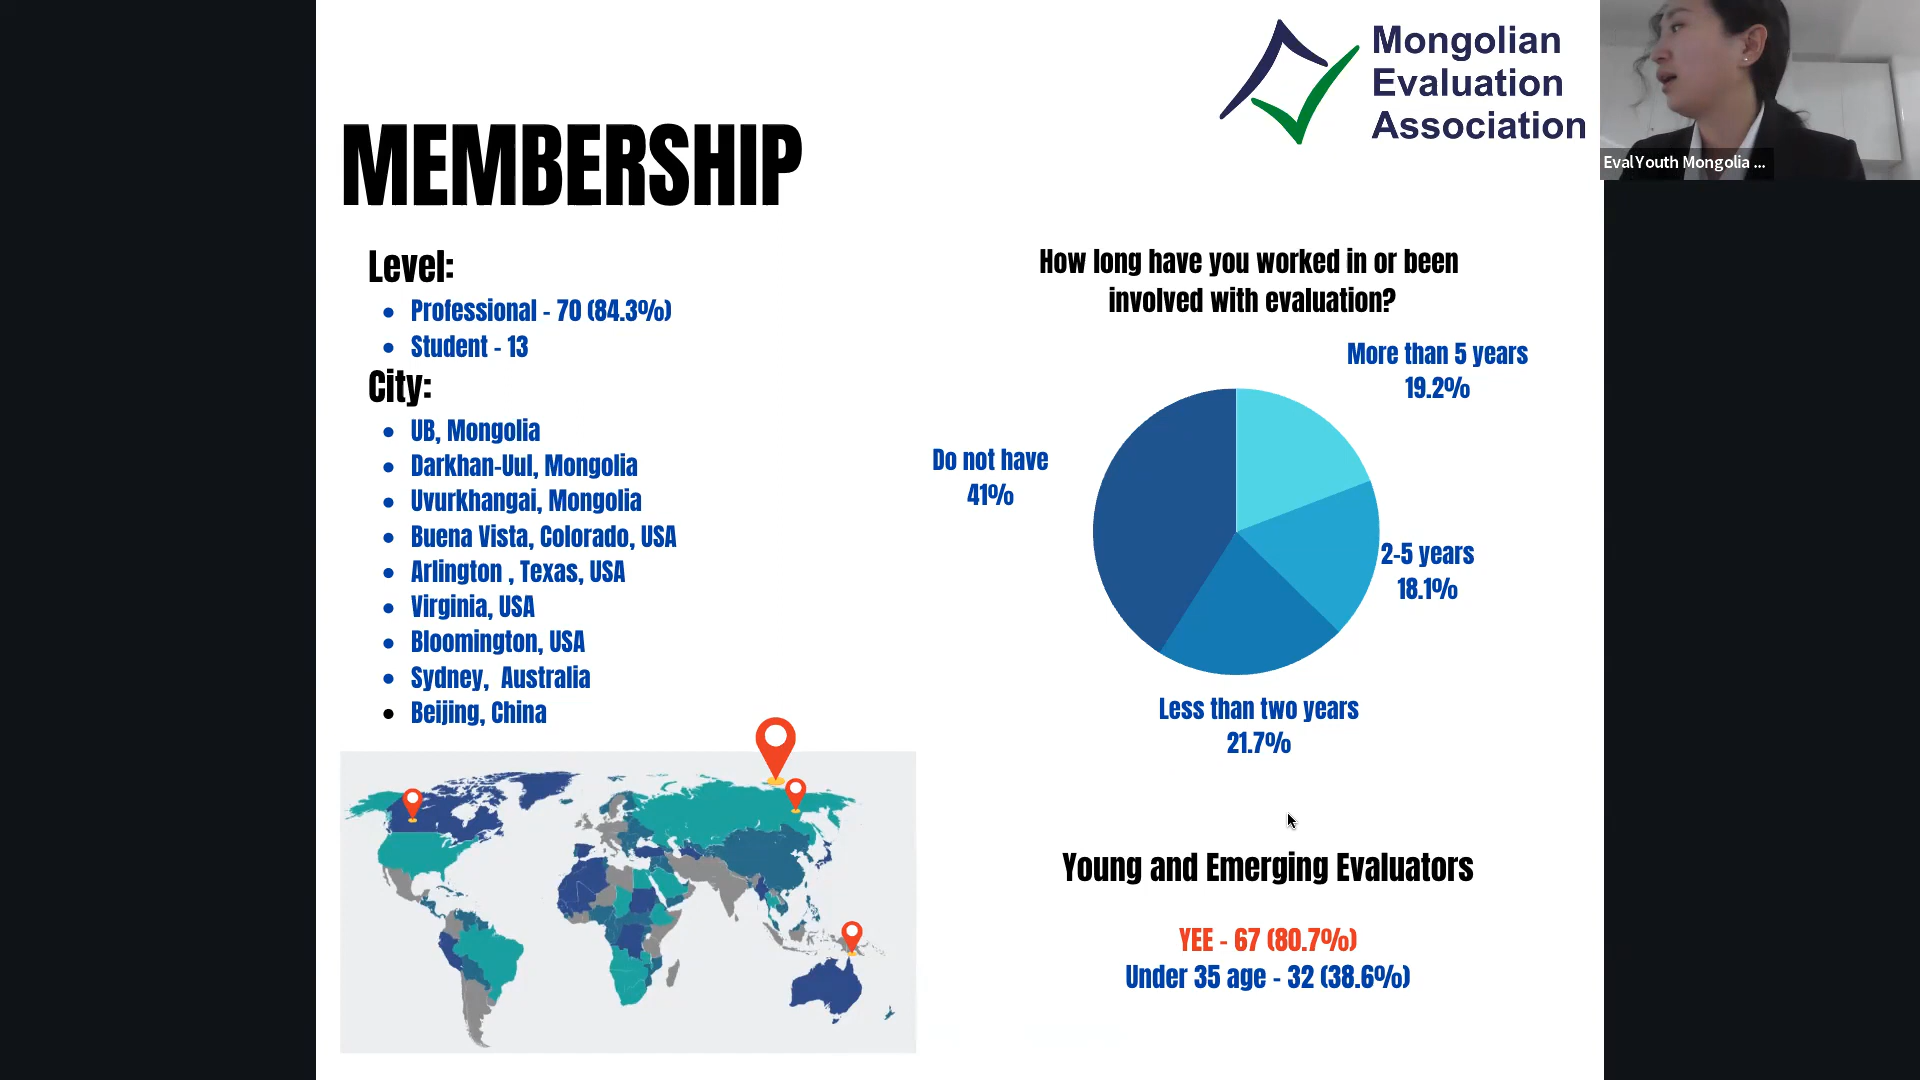 Mongolian
Evaluation
Association
EvalYouth Mongolia ...
MEMBERSHIP
Level:
• Professional - 70 (84.3%)
• Student - 13
City:
• UB, Mongolia
• Darkhan-Uul, Mongolia
• Uvurkhangai, Mongolia
• Buena Vista, Colorado, USA
• Arlington , Texas, USA
• Virginia, USA
• Bloomington, USA
• Sydney,  Australia
• Beijing, China
How long have you worked in or been
involved with evaluation?
More than 5 years
19.2%
Do not have
41%
2-5 years
18.1%
Less than two years
21.7%
Young and Emerging Evaluators
YEE - 67 (80.7%)
Under 35 age - 32 (38.6%)